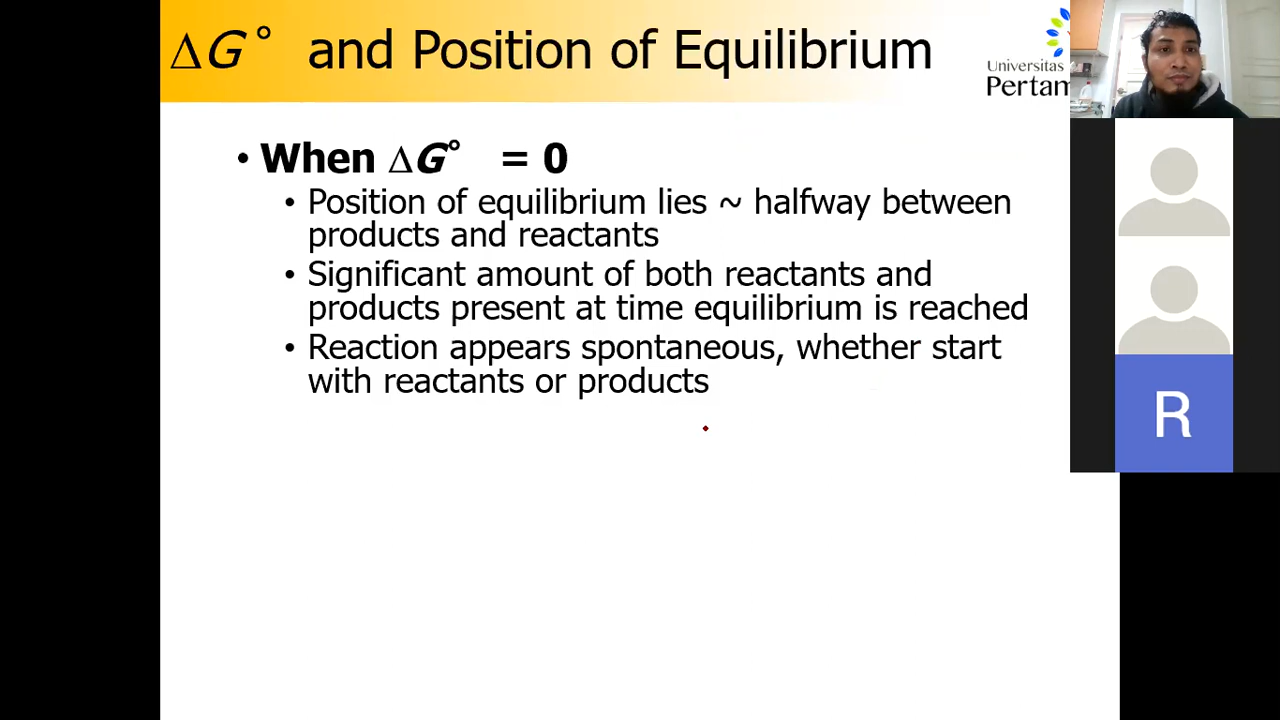 ΔG° and Position of Equilibrium
Universitas
Pertam
• When ΔG° = 0
• Position of equilibrium lies ~ halfway between
products and reactants
• Significant amount of both reactants and
products present at time equilibrium is reached
• Reaction appears spontaneous, whether start
with reactants or products
R